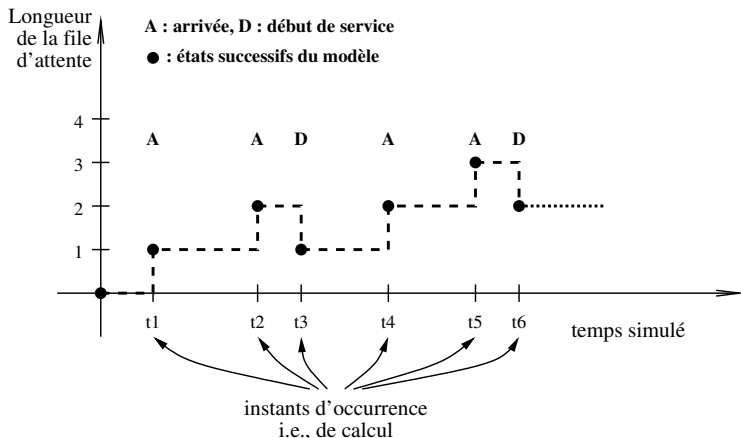 Longueur
de la file
d'attente
A : arrivée, D : début de service
● : états successifs du modèle
4
3
2
1
A A D A A D
t1 t2 t3 t4 t5 t6
temps simulé
instants d'occurrence
i.e., de calcul